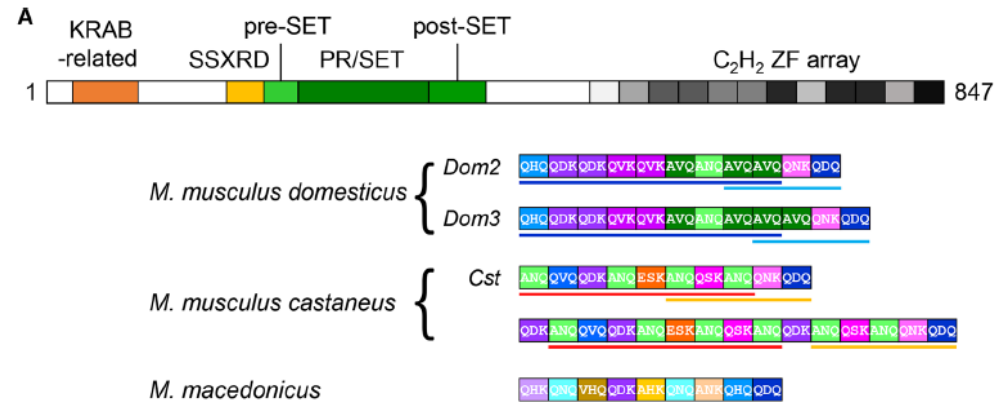 A
KRAB
-related
pre-SET
post-SET
SSXRD
PR/SET
C₂H₂ ZF array
1
847
M. musculus domesticus
Dom2 QHQ QDK QDK QVK QVK AVQ ANQ AVQ AVQ QNK QDQ
Dom3 QHQ QDK QDK QVK QVK AVQ ANQ AVQ AVQ AVQ QNK QDQ
M. musculus castaneus
Cst ANQ QVQ QDK ANQ ESK ANQ QSK ANQ QNK QDQ
QDK ANQ QVQ QDK ANQ ESK ANQ QSK ANQ QDK ANQ QSK ANQ QNK QDQ
M. macedonicus QHK QNQ VHQ QDK AHK QNQ ANK QHQ QDQ